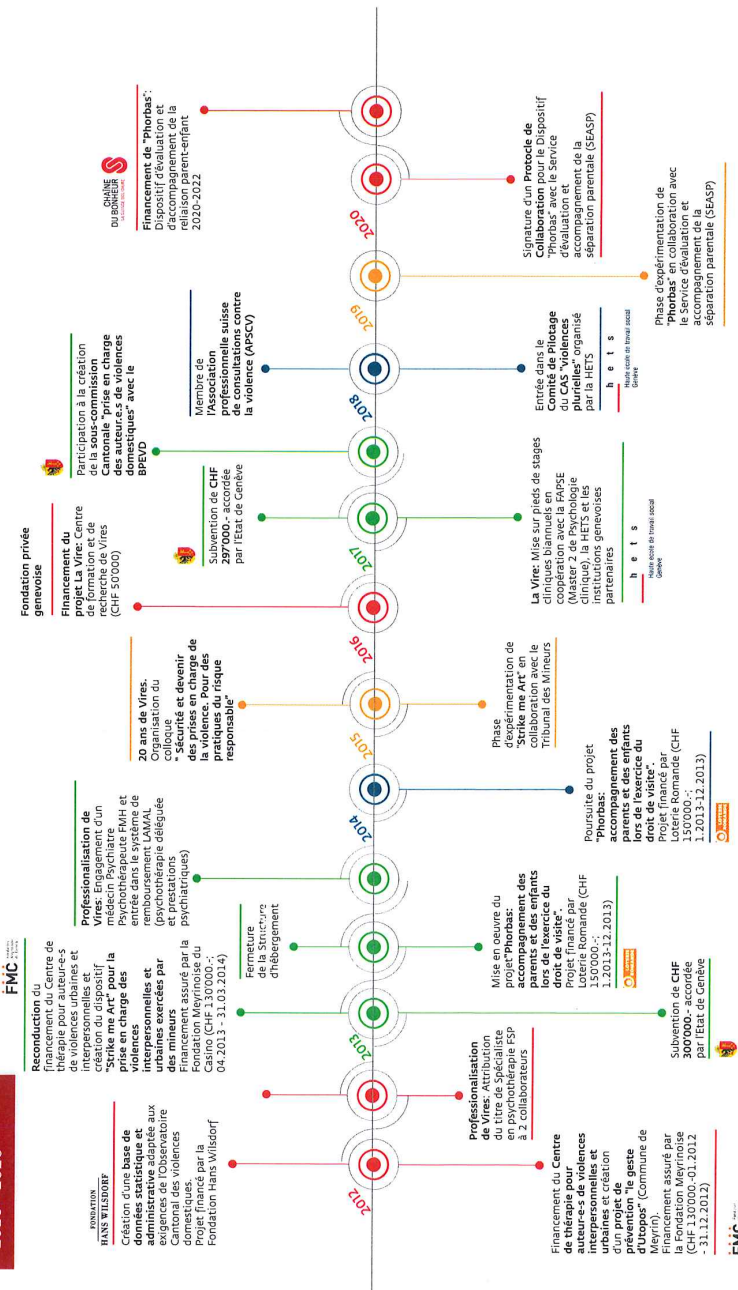 FMC
Reconduction du
financement du Centre de
thérapie pour auteur-e-s
de violences urbaines et
interpersonnelles et
création du dispositif
"Strike me Art" pour la
prise en charge des
violences
interpersonnelles et
urbaines exercées par
des mineurs
Financement assuré par la
Fondation Meyrinoise du
Casino (CHF 130'000.-;
04.2013 - 31.03.2014)
FONDATION
HANS WILSDORF
Création d'une base de
données statistique et
administrative adaptée aux
exigences de l'Observatoire
Cantonal des violences
domestiques.
Projet financé par la
Fondation Hans Wilsdorf
Professionalisation de
Vires: Engagement d'un
médecin Psychiatre
Psychothérapeute FMH et
entrée dans le système de
remboursement LAMAL
(psychothérapie déléguée
et prestations
psychiatriques)
Fermeture
de la Structure
d'hébergement
20 ans de Vires.
Organisation du
colloque
" Sécurité et devenir
des prises en charge de
la violence. Pour des
pratiques du risque
responsable"
Fondation privée
genevoise
Financement du
projet La Vire: Centre
de formation et de
recherche de Vires
(CHF 50'000)
Subvention de CHF
297'000.- accordée
par l'Etat de Genève
Participation à la création
de la sous-commission
Cantonale "prise en charge
des auteur.e.s de violences
domestiques" avec le
BPEVD
Membre de
l'Association
professionnelle suisse
de consultations contre
la violence (APSCV)
CHAÎNE
DU BONHEUR
Financement de "Phorbas":
Dispositif d'évaluation et
d'accompagnement de la
reliaison parent-enfant
2020-2022
2012
2013
2014
2015
2016
2017
2018
2019
2020
Financement du Centre
de thérapie pour
auteur-e-s de violences
interpersonnelles et
urbaines et création
d'un projet de
prévention "le geste
d'Utopos" (Commune de
Meyrin).
Financement assuré par
la Fondation Meyrinoise
(CHF 130'000.-01.2012
- 31.12.2012)
FMC
Professionalisation
de Vires: Attribution
du titre de Spécialiste
en psychothérapie FSP
à 2 collaborateurs
Subvention de CHF
300'000.- accordée
par l'Etat de Genève
Mise en oeuvre du
projet"Phorbas:
accompagnement des
parents et des enfants
lors de l'exercice du
droit de visite".
Projet financé par
Loterie Romande (CHF
150'000.-;
1.2013-12.2013)
LOTERIE
ROMANDE
Poursuite du projet
"Phorbas:
accompagnement des
parents et des enfants
lors de l'exercice du
droit de visite".
Projet financé par
Loterie Romande (CHF
150'000.-;
1.2013-12.2013)
LOTERIE
ROMANDE
Phase
d'expérimentation de
"Strike me Art" en
collaboration avec le
Tribunal des Mineurs
La Vire: Mise sur pieds de stages
cliniques biannuels en
coopération avec la FAPSE
(Master 2 de Psychologie
clinique), la HETS et les
institutions genevoises
partenaires
h e t s
Haute école de travail social
Genève
Entrée dans le
Comité de Pilotage
du CAS "violences
plurielles" organisé
par la HETS
h e t s
Haute école de travail social
Genève
Phase d'expérimentation de
"Phorbas" en collaboration avec
le Service d'évaluation et
accompagnement de la
séparation parentale (SEASP)
Signature d'un Protocle de
Collaboration pour le Dispositif
"Phorbas" avec le Service
d'évaluation et
accompagnement de la
séparation parentale (SEASP)